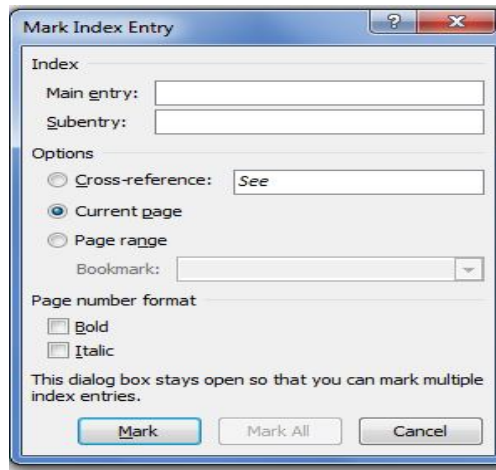 Mark Index Entry
Index
Main entry:
Subentry:
Options
Cross-reference: See
Current page
Page range
Bookmark:
Page number format
Bold
Italic
This dialog box stays open so that you can mark multiple
index entries.
Mark Mark All Cancel